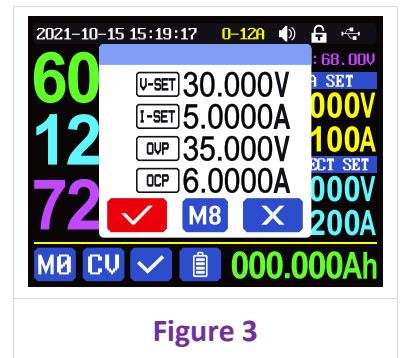 2021-10-15 15:19:17 0-12A
60 :68.00V
V-SET 30.000V SET
I-SET 5.0000A 000V
12 OVP 35.000V 100A
OCP 6.0000A ECT SET
72 000V
M8 X 200A
M0 CV 000.000Ah
Figure 3